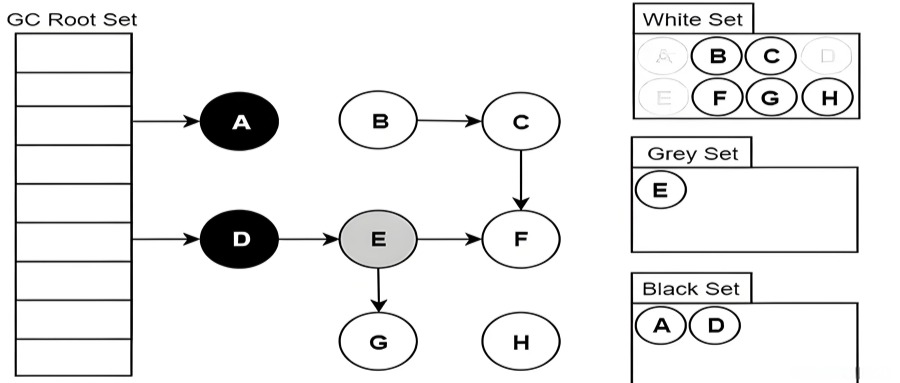 GC Root Set
White Set
A B C D
E F G H
A B C
D E F
G H
Grey Set
E
Black Set
A D